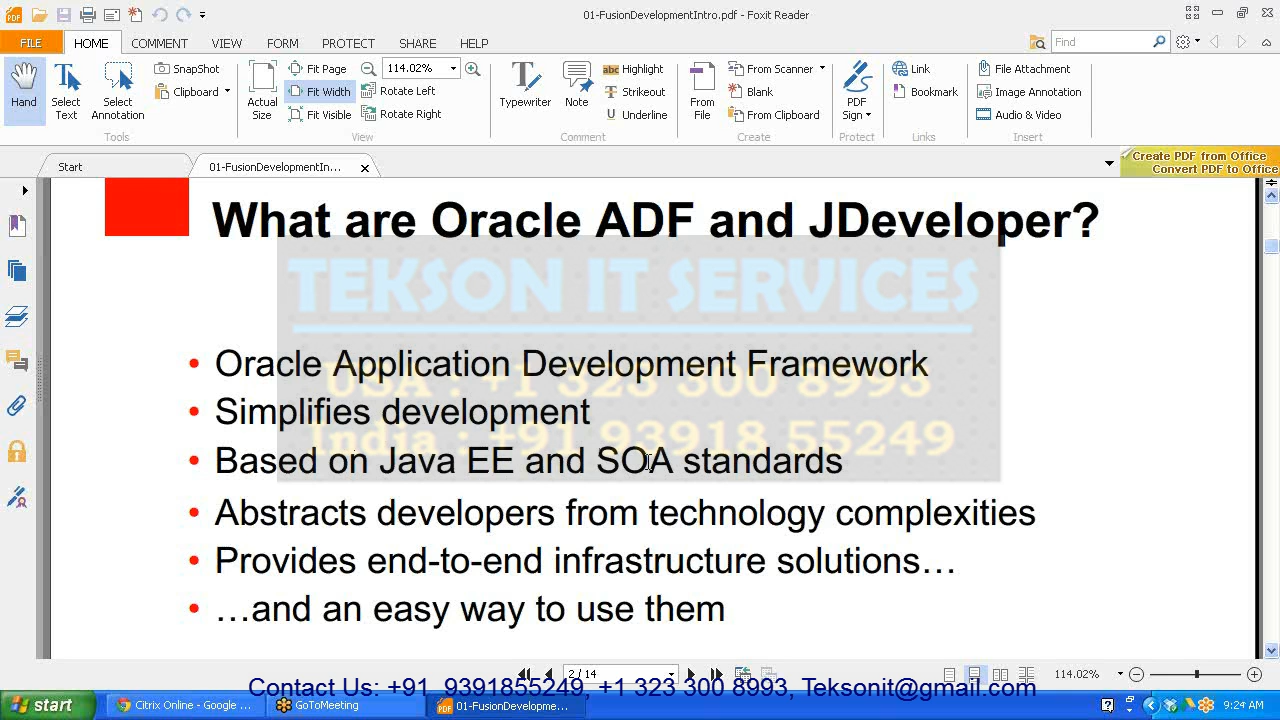 01-FusionDevelopmentIntro.pdf - Foxit Reader
FILE HOME COMMENT VIEW FORM PROTECT SHARE HELP Find
Hand
Select Text
Select Annotation
SnapShot
Clipboard
Tools
Actual Size
Fit Page
Fit Width
Fit Visible
114.02%
Rotate Left
Rotate Right
View
Typewriter
Note
Highlight
Strikeout
Underline
Comment
From File
From Scanner
Blank
From Clipboard
Create
PDF Sign
Protect
Link
Bookmark
Links
File Attachment
Image Annotation
Audio & Video
Insert
Start 01-FusionDevelopmentIn...
Create PDF from Office
Convert PDF to Office
What are Oracle ADF and JDeveloper?
TEKSON IT SERVICES
• Oracle Application Development Framework
USA : +1 323 300 8993
• Simplifies development
India : +91 93918 55249
• Based on Java EE and SOA standards
• Abstracts developers from technology complexities
• Provides end-to-end infrastructure solutions…
• …and an easy way to use them
2 / 14 114.02%
Contact Us: +91 9391855249, +1 323 300 8993, Teksonit@gmail.com
start Citrix Online - Google ... GoToMeeting 01-FusionDevelopme... 9:24 AM